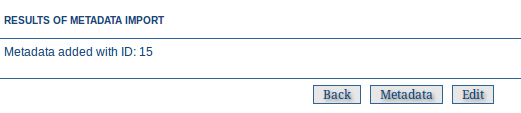 RESULTS OF METADATA IMPORT
Metadata added with ID: 15
Back Metadata Edit